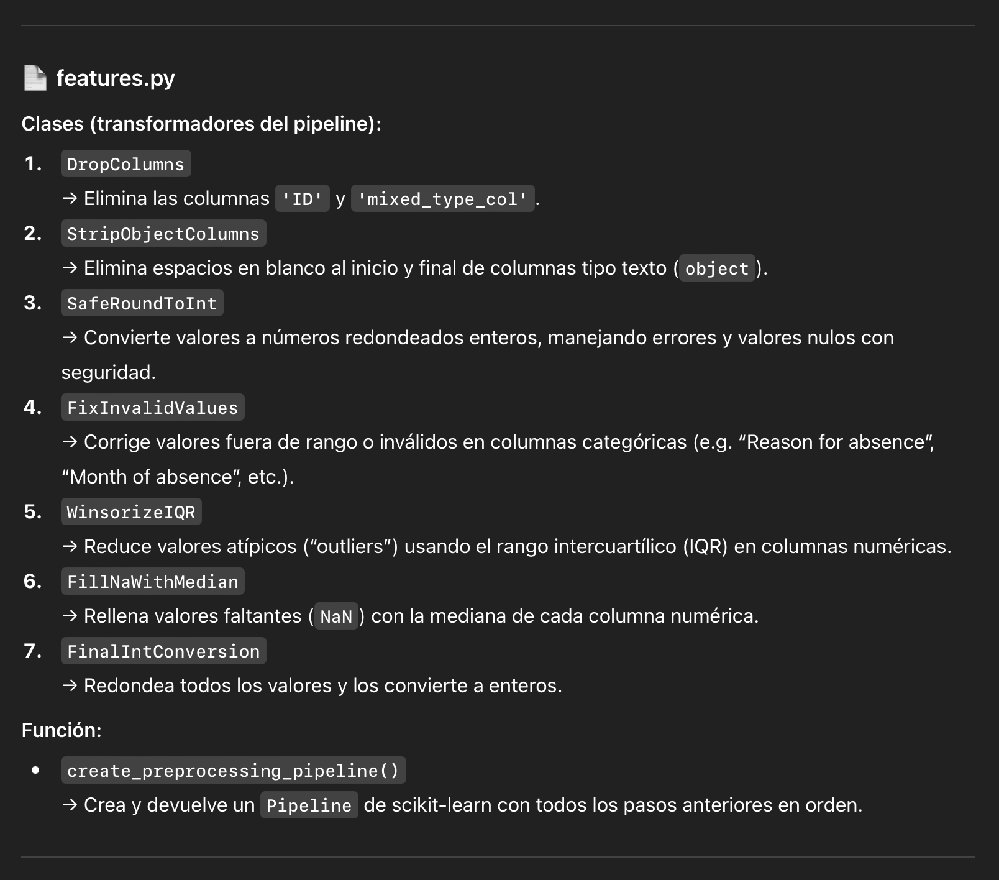 features.py
Clases (transformadores del pipeline):
1. DropColumns
→ Elimina las columnas 'ID' y 'mixed_type_col'.
2. StripObjectColumns
→ Elimina espacios en blanco al inicio y final de columnas tipo texto (object).
3. SafeRoundToInt
→ Convierte valores a números redondeados enteros, manejando errores y valores nulos con
seguridad.
4. FixInvalidValues
→ Corrige valores fuera de rango o inválidos en columnas categóricas (e.g. “Reason for absence”,
“Month of absence”, etc.).
5. WinsorizeIQR
→ Reduce valores atípicos (“outliers”) usando el rango intercuartílico (IQR) en columnas numéricas.
6. FillNaWithMedian
→ Rellena valores faltantes (NaN) con la mediana de cada columna numérica.
7. FinalIntConversion
→ Redondea todos los valores y los convierte a enteros.
Función:
• create_preprocessing_pipeline()
→ Crea y devuelve un Pipeline de scikit-learn con todos los pasos anteriores en orden.